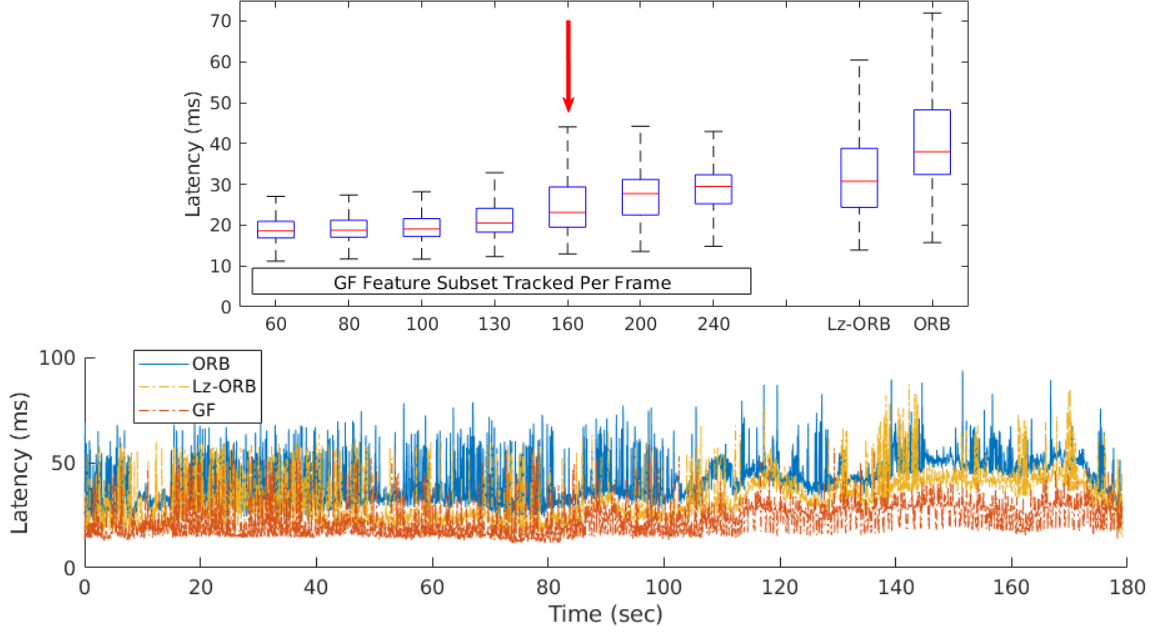 70
60
50
40
30
20
10
0
Latency (ms)
GF Feature Subset Tracked Per Frame
60 80 100 130 160 200 240 Lz-ORB ORB
100
50
0
Latency (ms)
ORB
Lz-ORB
GF
0 20 40 60 80 100 120 140 160 180
Time (sec)